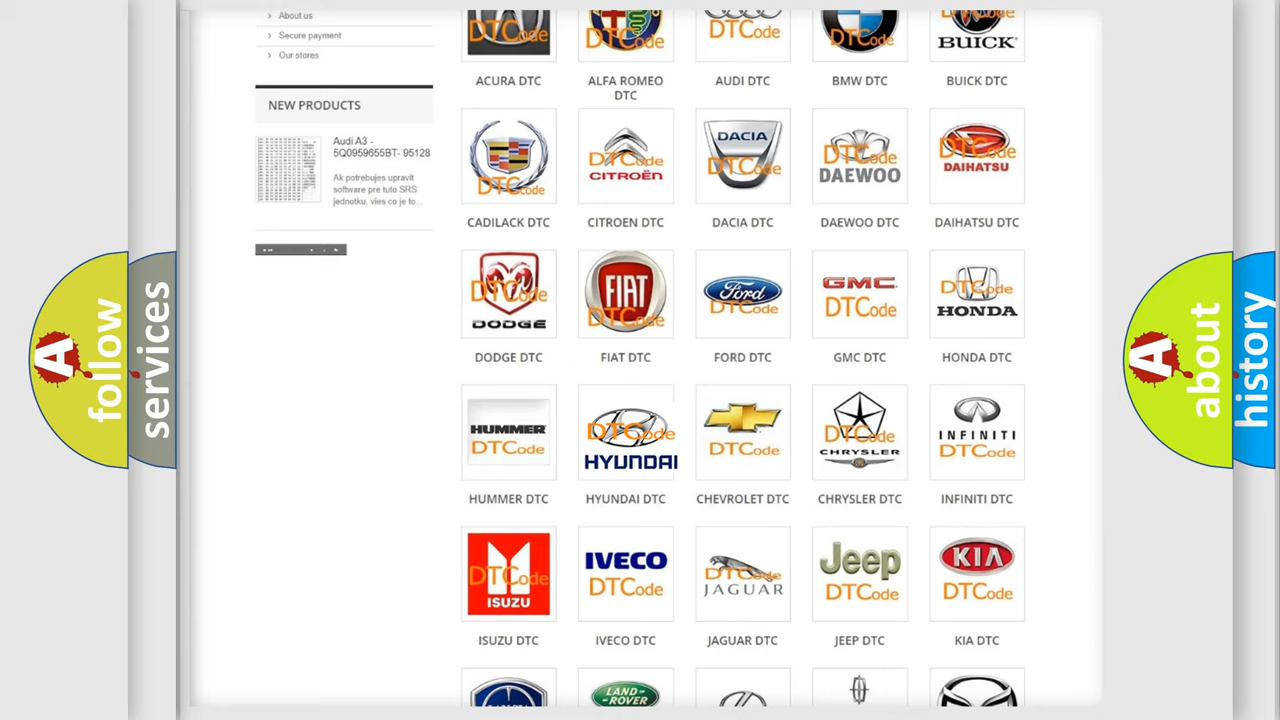 About us
Secure payment
Our stores
NEW PRODUCTS
Audi A3 -
5Q0959655BT- 95128
Ak potrebujes upravit
software pre tuto SRS
jednotku, vies co je to...
DTCode
DTCode
DTCode
DTCode
BUICK
ACURA DTC
ALFA ROMEO
DTC
AUDI DTC
BMW DTC
BUICK DTC
DTCode
DTCode
CITROËN
DACIA
DTCode
DTCode
DAEWOO
DTCode
DAIHATSU
CADILACK DTC
CITROEN DTC
DACIA DTC
DAEWOO DTC
DAIHATSU DTC
DTCode
DODGE
FIAT
DTCode
Ford
DTCode
GMC
DTCode
DTCode
HONDA
DODGE DTC
FIAT DTC
FORD DTC
GMC DTC
HONDA DTC
HUMMER
DTCode
DTCode
HYUNDAI
DTCode
DTCode
CHRYSLER
INFINITI
DTCode
HUMMER DTC
HYUNDAI DTC
CHEVROLET DTC
CHRYSLER DTC
INFINITI DTC
DTCode
ISUZU
IVECO
DTCode
DTCode
JAGUAR
Jeep
DTCode
KIA
DTCode
ISUZU DTC
IVECO DTC
JAGUAR DTC
JEEP DTC
KIA DTC
LAND-
ROVER
A follow
services
A about
history